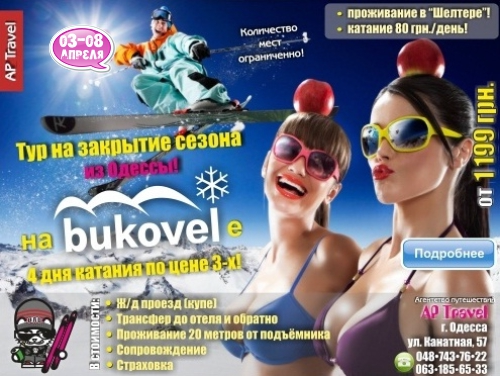 AP Travel
03-08
АПРЕЛЯ
Количество
мест
ограничено!
• проживание в "Шелтере"!
• катание 80 грн./день!
от 1199 грн.
Тур на закрытие сезона
из Одессы!
на bukovel е
4 дня катания по цене 3-х!
Подробнее
В стоимости:
• Ж/д проезд (купе)
• Трансфер до отеля и обратно
• Проживание 20 метров от подъёмника
• Сопровождение
• Страховка
Агентство путешествий
AP Travel
г. Одесса
ул. Канатная, 57
048•743•76•22
063•185•65•33